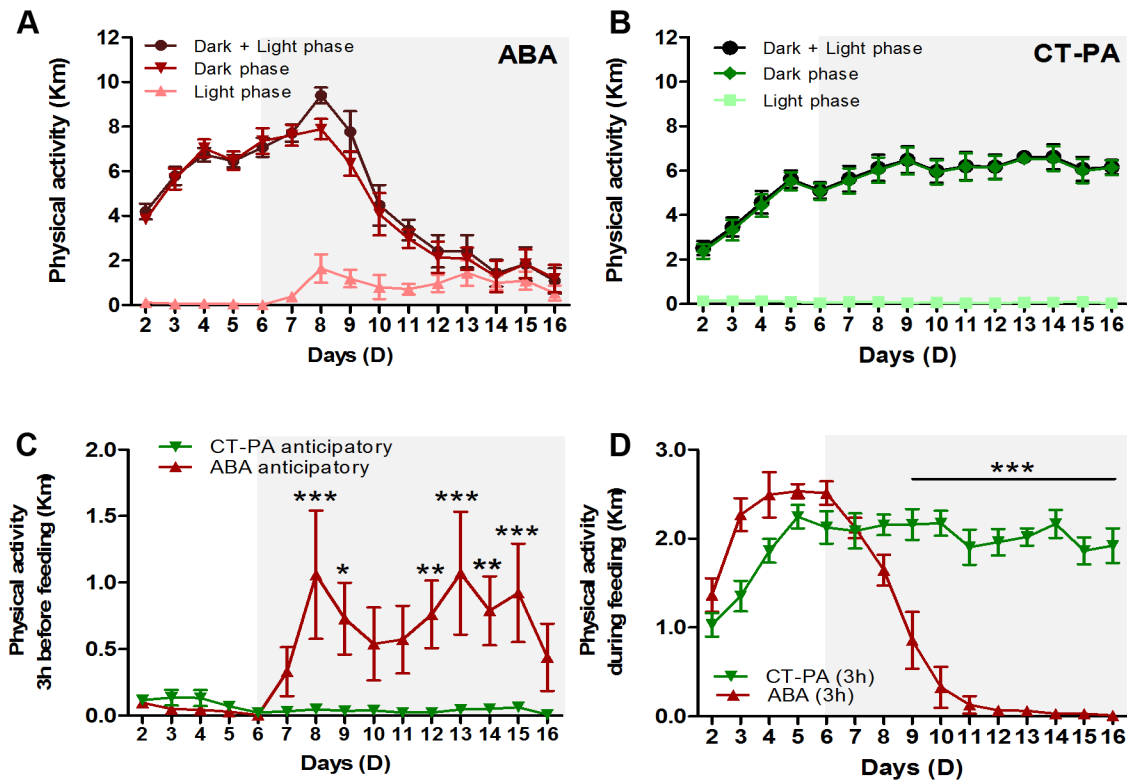 A
ABA
Dark + Light phase
Dark phase
Light phase
Physical activity (Km)
12
10
8
6
4
2
0
2 3 4 5 6 7 8 9 10 11 12 13 14 15 16
Days (D)
B
CT-PA
Dark + Light phase
Dark phase
Light phase
Physical activity (Km)
12
10
8
6
4
2
0
2 3 4 5 6 7 8 9 10 11 12 13 14 15 16
Days (D)
C
CT-PA anticipatory
ABA anticipatory
Physical activity
3h before feeding (Km)
2.0
1.5
1.0
0.5
0.0
*** * ** *** ** ***
2 3 4 5 6 7 8 9 10 11 12 13 14 15 16
Days (D)
D
***
Physical activity
during feeding (Km)
3.0
2.0
1.0
0.0
CT-PA (3h)
ABA (3h)
2 3 4 5 6 7 8 9 10 11 12 13 14 15 16
Days (D)